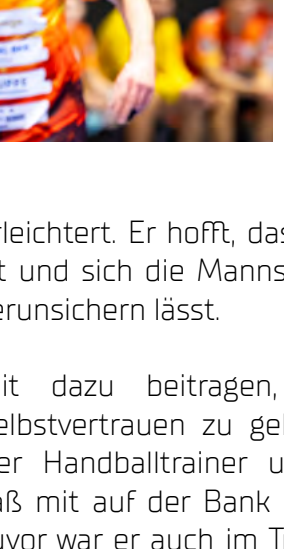 rleichtert. Er hofft, das
t und sich die Manns
erunsichern lässt.
it dazu beitragen,
elbstvertrauen zu gel
er Handballtrainer u
aß mit auf der Bank
uvor war er auch im T